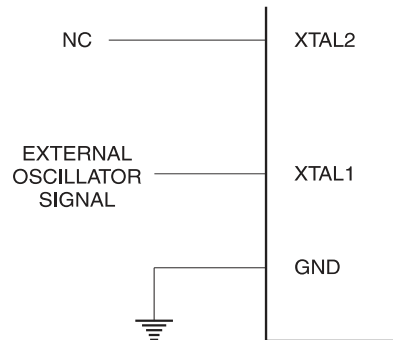 NC
XTAL2
EXTERNAL
OSCILLATOR
SIGNAL
XTAL1
GND